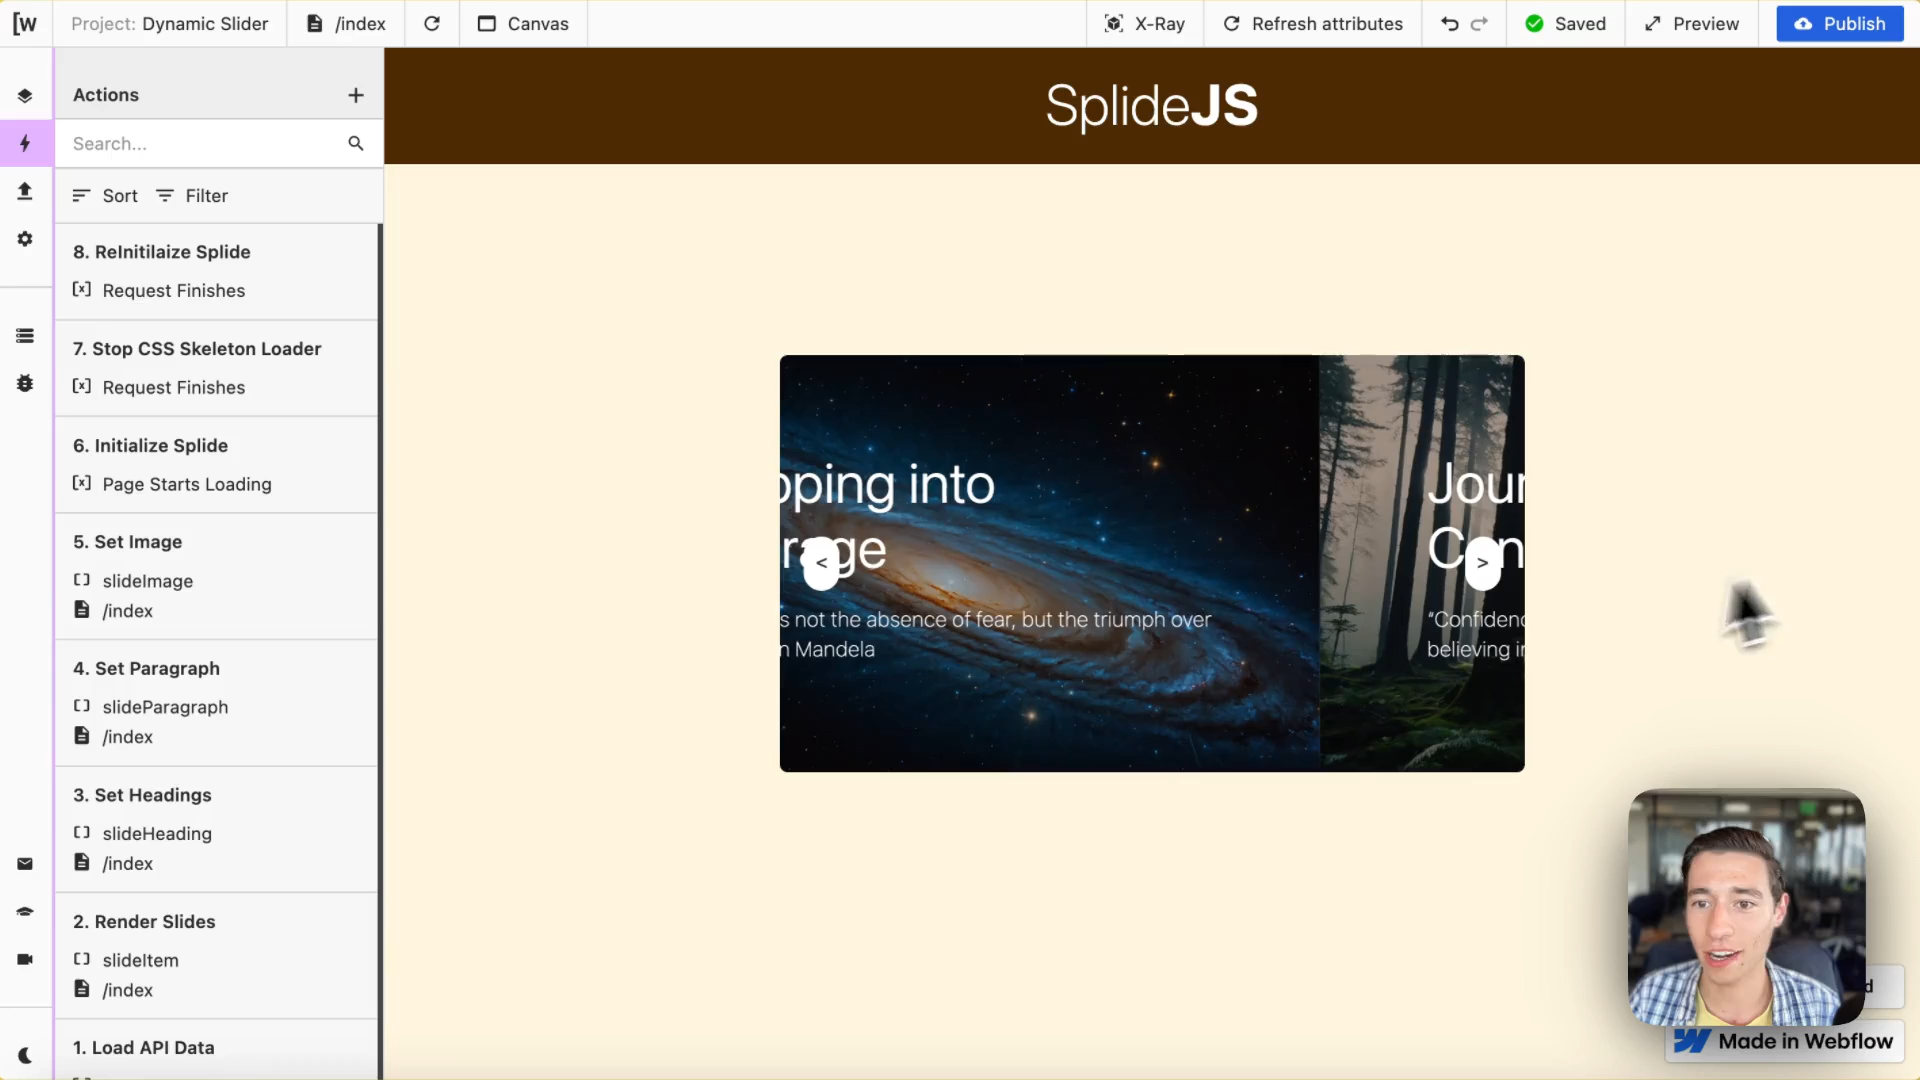 [w
Project: Dynamic Slider
/index
Canvas
X-Ray
Refresh attributes
Saved
Preview
Publish
Actions
Search...
Sort
Filter
8. ReInitilaize Splide
Request Finishes
7. Stop CSS Skeleton Loader
Request Finishes
6. Initialize Splide
Page Starts Loading
5. Set Image
slideImage
/index
4. Set Paragraph
slideParagraph
/index
3. Set Headings
slideHeading
/index
2. Render Slides
slideItem
/index
1. Load API Data
SplideJS
pping into
rage
<
s not the absence of fear, but the triumph over
n Mandela
Jour
C n
>
"Confidenc
believing i
d
Made in Webflow